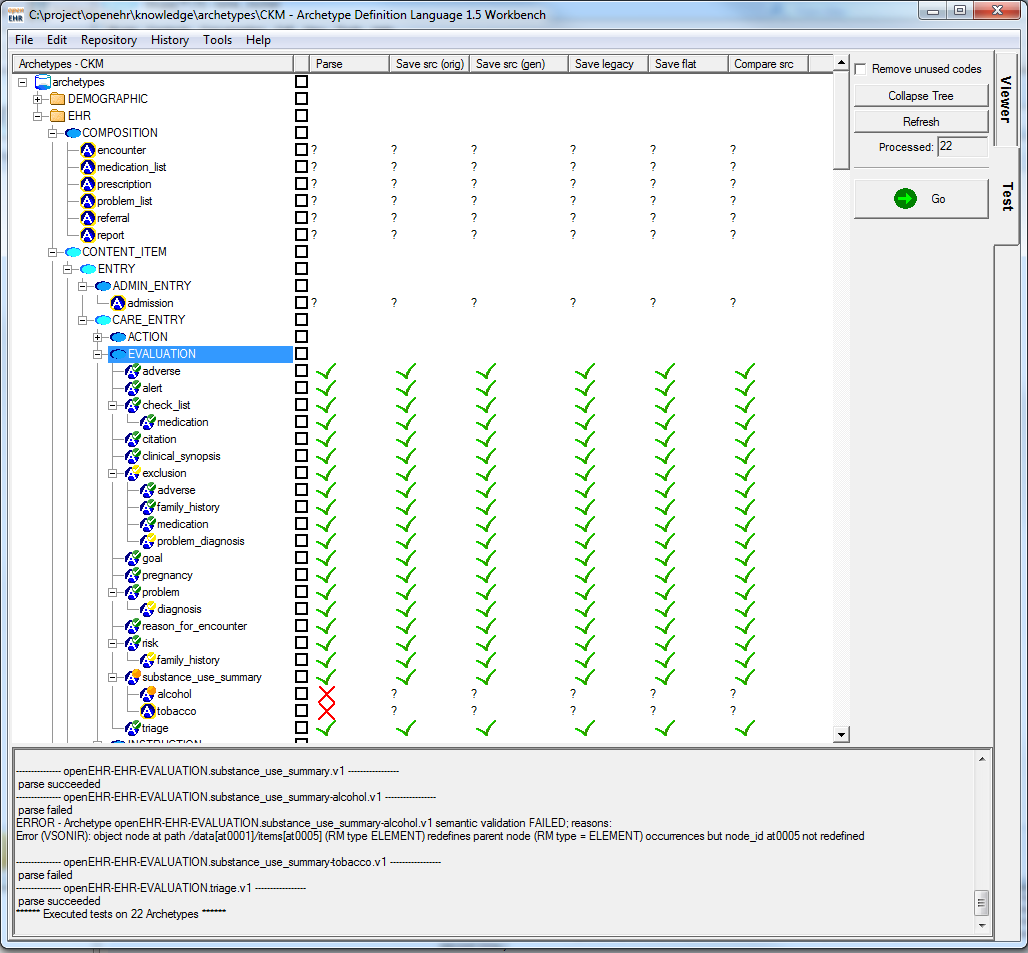 open EHR C:\project\openehr\knowledge\archetypes\CKM - Archetype Definition Language 1.5 Workbench
File Edit Repository History Tools Help
Archetypes - CKM Parse Save src (orig) Save src (gen) Save legacy Save flat Compare src
archetypes
DEMOGRAPHIC
EHR
COMPOSITION
A encounter ? ? ? ? ? ?
A medication_list ? ? ? ? ? ?
A prescription ? ? ? ? ? ?
A problem_list ? ? ? ? ? ?
A referral ? ? ? ? ? ?
A report ? ? ? ? ? ?
CONTENT_ITEM
ENTRY
ADMIN_ENTRY
A admission ? ? ? ? ? ?
CARE_ENTRY
ACTION
EVALUATION
A adverse
A alert
A check_list
A medication
A citation
A clinical_synopsis
A exclusion
A adverse
A family_history
A medication
A problem_diagnosis
A goal
A pregnancy
A problem
A diagnosis
A reason_for_encounter
A risk
A family_history
A substance_use_summary
A alcohol ? ? ? ? ?
A tobacco ? ? ? ? ?
A triage
INSTRUCTION
Remove unused codes
Collapse Tree
Refresh
Processed: 22
Go
Viewer
Test
--------------- openEHR-EHR-EVALUATION.substance_use_summary.v1 -----------------
parse succeeded
--------------- openEHR-EHR-EVALUATION.substance_use_summary-alcohol.v1 -----------------
parse failed
ERROR - Archetype openEHR-EHR-EVALUATION.substance_use_summary-alcohol.v1 semantic validation FAILED; reasons:
Error (VSONIR): object node at path /data[at0001]/items[at0005] (RM type ELEMENT) redefines parent node (RM type = ELEMENT) occurrences but node_id at0005 not redefined
--------------- openEHR-EHR-EVALUATION.substance_use_summary-tobacco.v1 -----------------
parse failed
--------------- openEHR-EHR-EVALUATION.triage.v1 -----------------
parse succeeded
****** Executed tests on 22 Archetypes ******